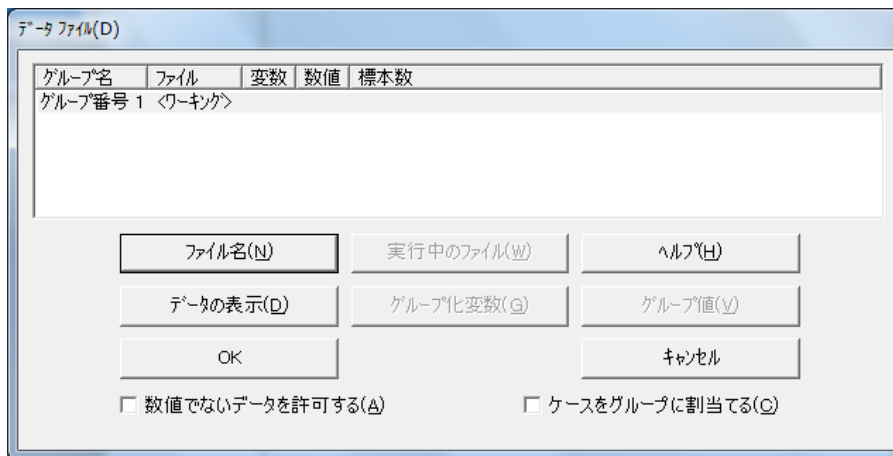 ﾃﾞｰﾀ ﾌｧｲﾙ(D)
ｸﾞﾙｰﾌﾟ名 ﾌｧｲﾙ 変数 数値 標本数
ｸﾞﾙｰﾌﾟ番号 1 <ﾜｰｷﾝｸﾞ>
ﾌｧｲﾙ名(N) 実行中のﾌｧｲﾙ(W) ﾍﾙﾌﾟ(H)
ﾃﾞｰﾀの表示(D) ｸﾞﾙｰﾌﾟ化変数(G) ｸﾞﾙｰﾌﾟ値(V)
OK ｷｬﾝｾﾙ
数値でないﾃﾞｰﾀを許可する(A) ｹｰｽをｸﾞﾙｰﾌﾟに割当てる(C)